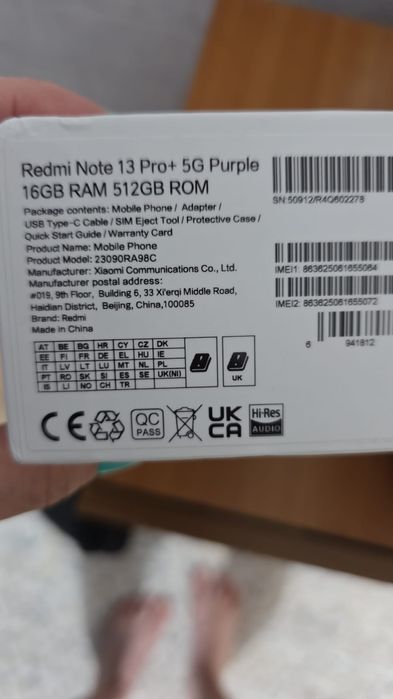 Redmi Note 13 Pro+ 5G Purple
16GB RAM 512GB ROM
Package contents: Mobile Phone / Adapter /
USB Type-C Cable / SIM Eject Tool / Protective Case /
Quick Start Guide / Warranty Card
Product Name: Mobile Phone
Product Model: 23090RA98C
Manufacturer: Xiaomi Communications Co., Ltd.
Manufacturer postal address:
#019, 9th Floor, Building 6, 33 Xi'erqi Middle Road,
Haidian District, Beijing, China,100085
Brand: Redmi
Made in China
SN:50912/R4Q602278
IMEI1: 863625061655064
IMEI2: 863625061655072
6 941812
AT BE BG HR CY CZ DK
EE FI FR DE EL HU IE
IT LV LT LU MT NL PL
PT RO SK SI ES SE UK(NI)
IS LI NO CH TR
UK
CE
QC
PASS
UK
CA
Hi-Res
AUDIO